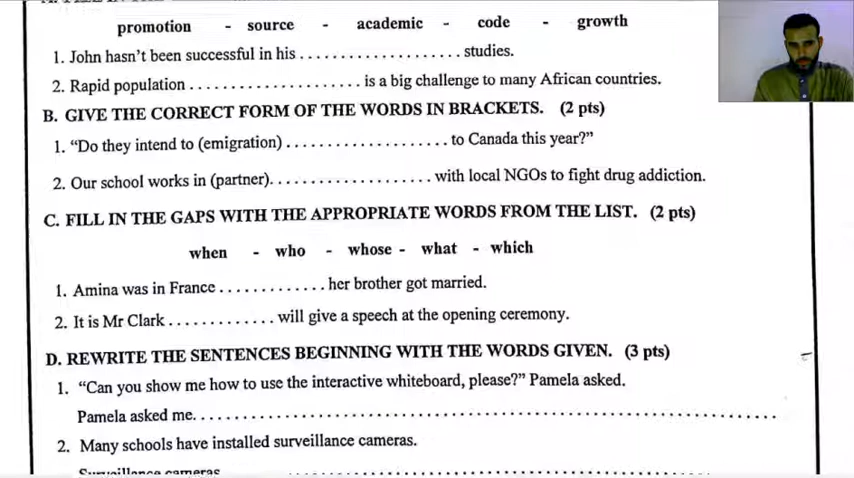 promotion - source - academic - code - growth
1. John hasn't been successful in his .................... studies.
2. Rapid population ...................... is a big challenge to many African countries.
B. GIVE THE CORRECT FORM OF THE WORDS IN BRACKETS. (2 pts)
1. “Do they intend to (emigration) .................... to Canada this year?”
2. Our school works in (partner).................... with local NGOs to fight drug addiction.
C. FILL IN THE GAPS WITH THE APPROPRIATE WORDS FROM THE LIST. (2 pts)
when - who - whose - what - which
1. Amina was in France ............. her brother got married.
2. It is Mr Clark ............. will give a speech at the opening ceremony.
D. REWRITE THE SENTENCES BEGINNING WITH THE WORDS GIVEN. (3 pts)
1. “Can you show me how to use the interactive whiteboard, please?” Pamela asked.
Pamela asked me..........................................................................
2. Many schools have installed surveillance cameras.
Surveillance cameras ......................................................